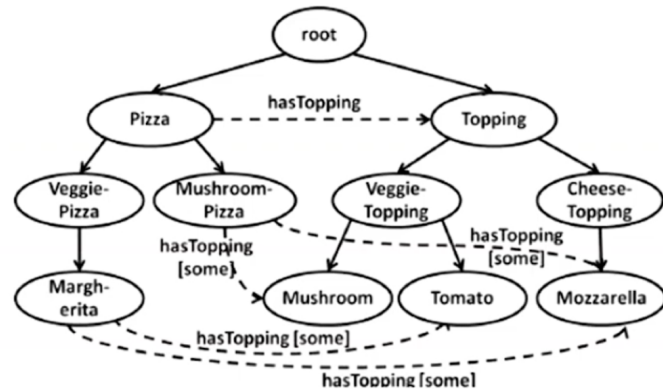 root
hasTopping
Pizza
Topping
Veggie-
Pizza
Mushroom-
Pizza
Veggie-
Topping
Cheese-
Topping
hasTopping
[some]
hasTopping
[some]
Margh-
erita
Mushroom
Tomato
Mozzarella
hasTopping [some]
hasTopping [some]